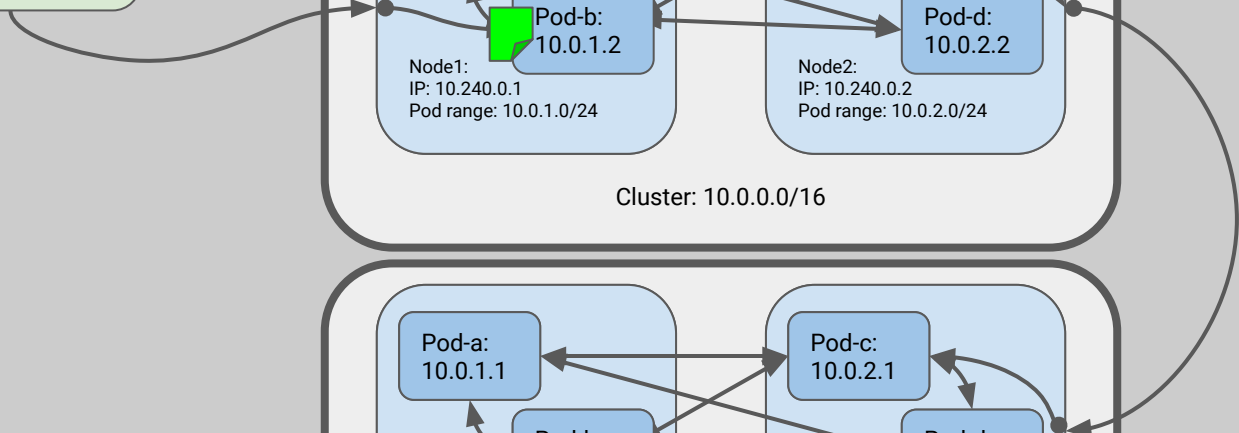 Pod-b:
10.0.1.2
Pod-d:
10.0.2.2
Node1:
IP: 10.240.0.1
Pod range: 10.0.1.0/24
Node2:
IP: 10.240.0.2
Pod range: 10.0.2.0/24
Cluster: 10.0.0.0/16
Pod-a:
10.0.1.1
Pod-c:
10.0.2.1